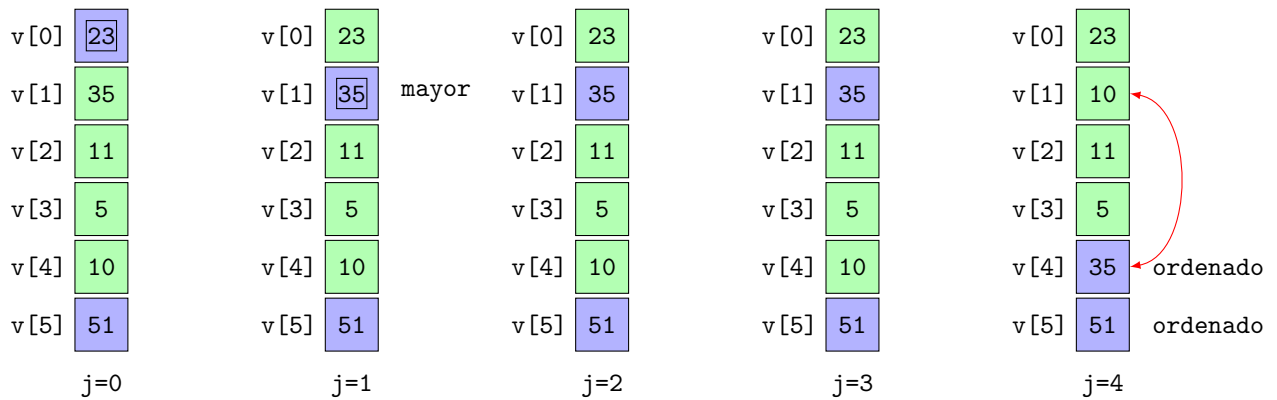 v[0] 23 v[0] 23 v[0] 23 v[0] 23 v[0] 23
v[1] 35 v[1] 35 mayor v[1] 35 v[1] 35 v[1] 10
v[2] 11 v[2] 11 v[2] 11 v[2] 11 v[2] 11
v[3] 5 v[3] 5 v[3] 5 v[3] 5 v[3] 5
v[4] 10 v[4] 10 v[4] 10 v[4] 10 v[4] 35 ordenado
v[5] 51 v[5] 51 v[5] 51 v[5] 51 v[5] 51 ordenado
j=0 j=1 j=2 j=3 j=4